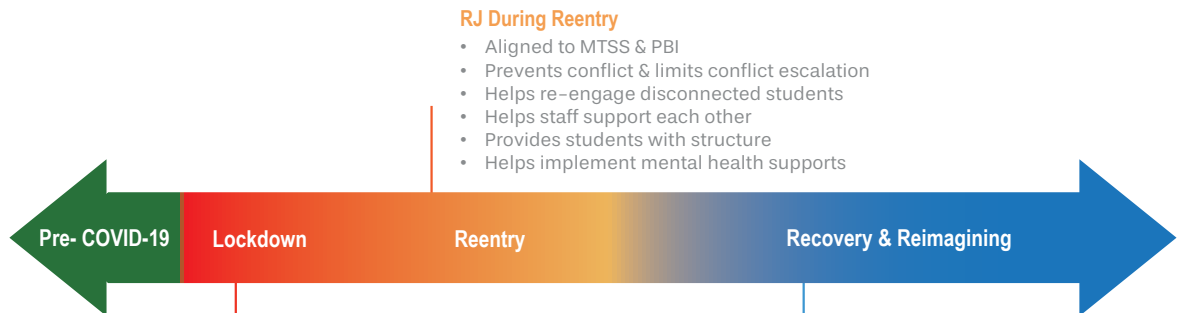 RJ During Reentry
• Aligned to MTSS & PBI
• Prevents conflict & limits conflict escalation
• Helps re-engage disconnected students
• Helps staff support each other
• Provides students with structure
• Helps implement mental health supports
Pre- COVID-19
Lockdown
Reentry
Recovery & Reimagining